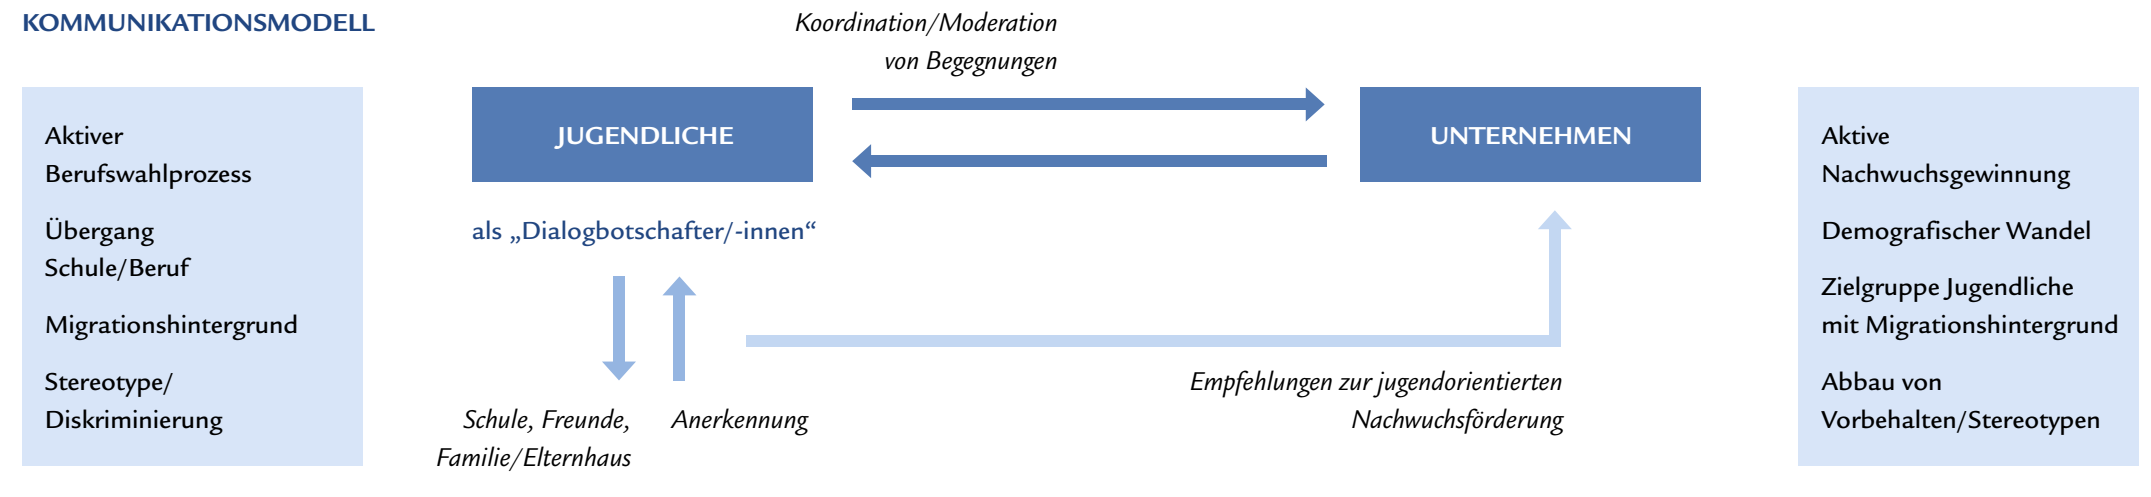 KOMMUNIKATIONSMODELL
Koordination/Moderation
von Begegnungen
Aktiver
Berufswahlprozess
Übergang
Schule/Beruf
Migrationshintergrund
Stereotype/
Diskriminierung
JUGENDLICHE
als „Dialogbotschafter/-innen“
Schule, Freunde,
Familie/Elternhaus
Anerkennung
UNTERNEHMEN
Empfehlungen zur jugendorientierten
Nachwuchsförderung
Aktive
Nachwuchsgewinnung
Demografischer Wandel
Zielgruppe Jugendliche
mit Migrationshintergrund
Abbau von
Vorbehalten/Stereotypen